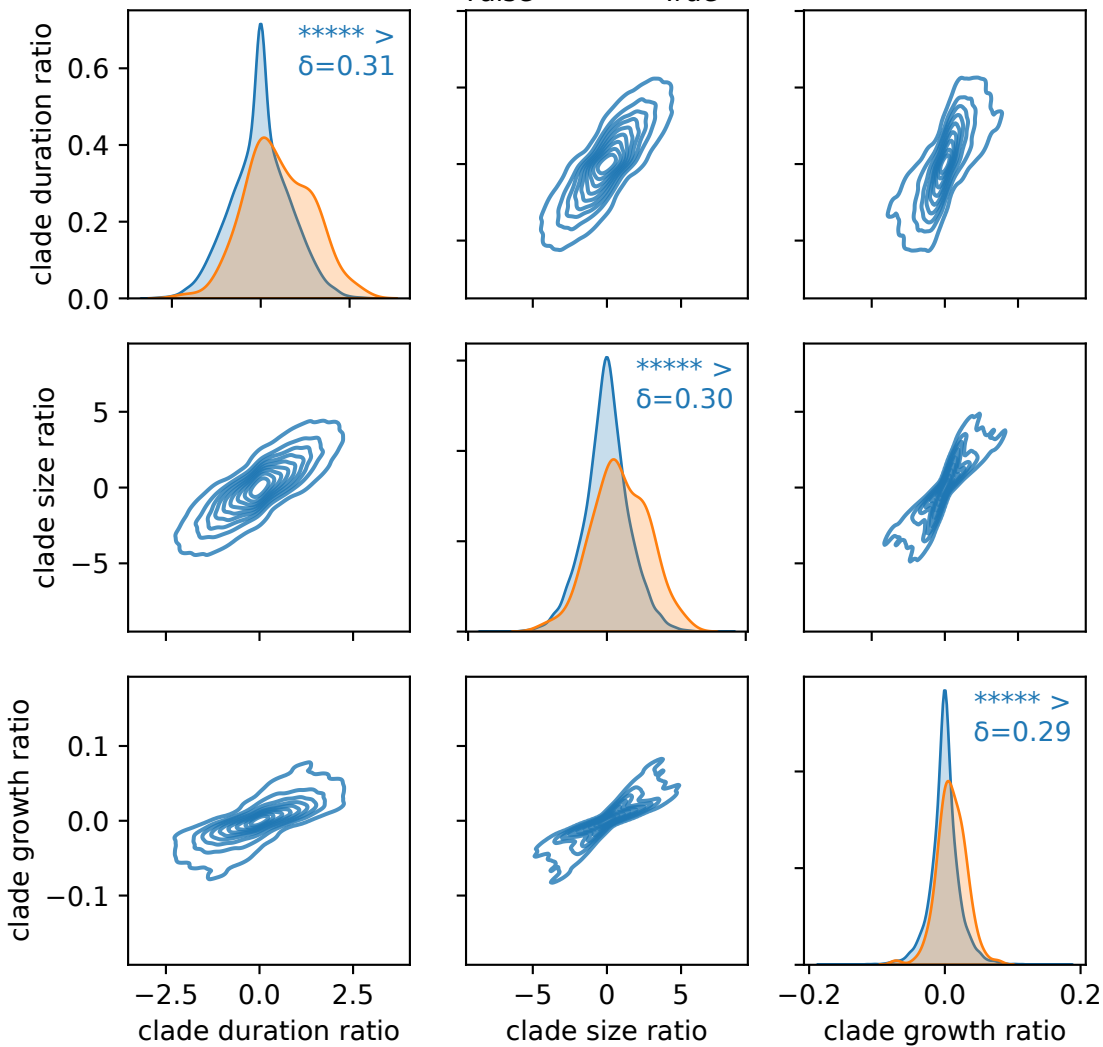 ***** >
δ=0.31
clade duration ratio
0.6
0.4
0.2
0.0
***** >
δ=0.30
clade size ratio
5
0
−5
***** >
δ=0.29
clade growth ratio
0.1
0.0
−0.1
−2.5 0.0 2.5
−5 0 5
−0.2 0.0 0.2
clade duration ratio
clade size ratio
clade growth ratio